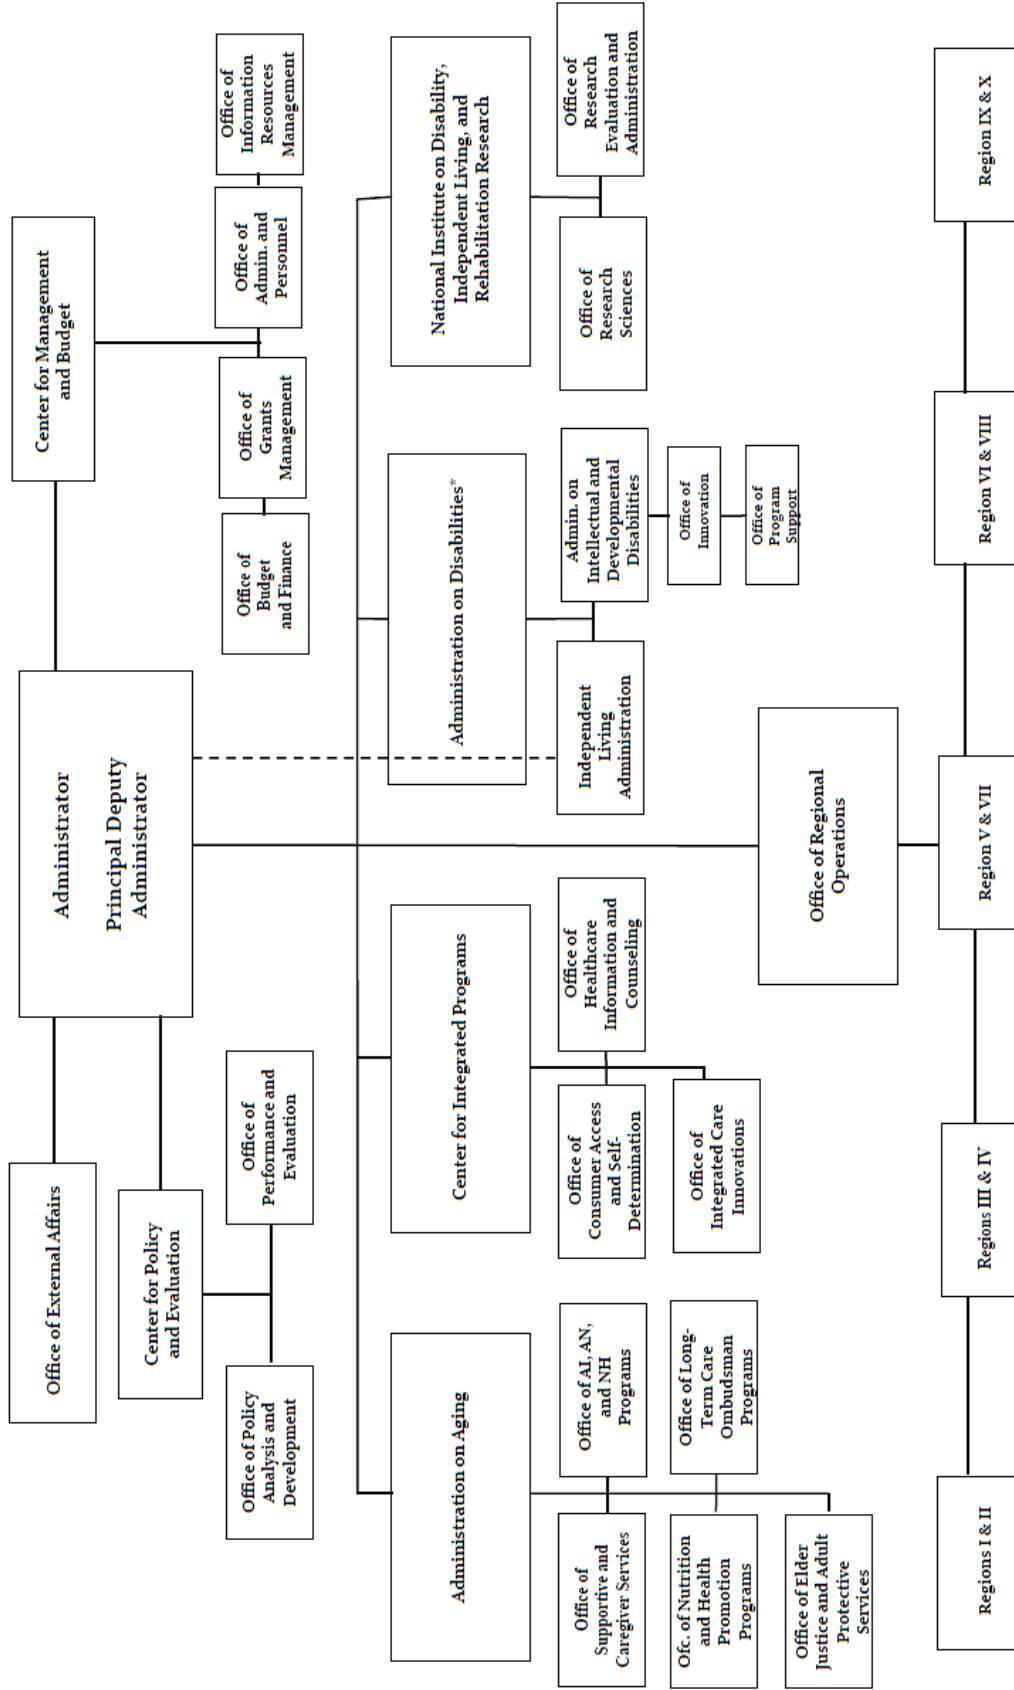 Office of External Affairs
Administrator
Principal Deputy
Administrator
Center for Management
and Budget
Center for Policy
and Evaluation
Office of Policy
Analysis and
Development
Office of
Performance and
Evaluation
Office of
Budget
and Finance
Office of
Grants
Management
Office of
Admin. and
Personnel
Office of
Information
Resources
Management
Administration on Aging
Center for Integrated Programs
Administration on Disabilities*
National Institute on Disability,
Independent Living, and
Rehabilitation Research
Office of
Supportive and
Caregiver Services
Office of AI, AN,
and NH
Programs
Ofc. of Nutrition
and Health
Promotion
Programs
Office of Long-
Term Care
Ombudsman
Programs
Office of Elder
Justice and Adult
Protective
Services
Office of
Consumer Access
and Self-
Determination
Office of
Healthcare
Information and
Counseling
Office of
Integrated Care
Innovations
Independent
Living
Administration
Admin. on
Intellectual and
Developmental
Disabilities
Office of
Innovation
Office of
Program
Support
Office of
Research
Sciences
Office of
Research
Evaluation and
Administration
Office of Regional
Operations
Regions I & II
Regions III & IV
Region V & VII
Region VI & VIII
Region IX & X